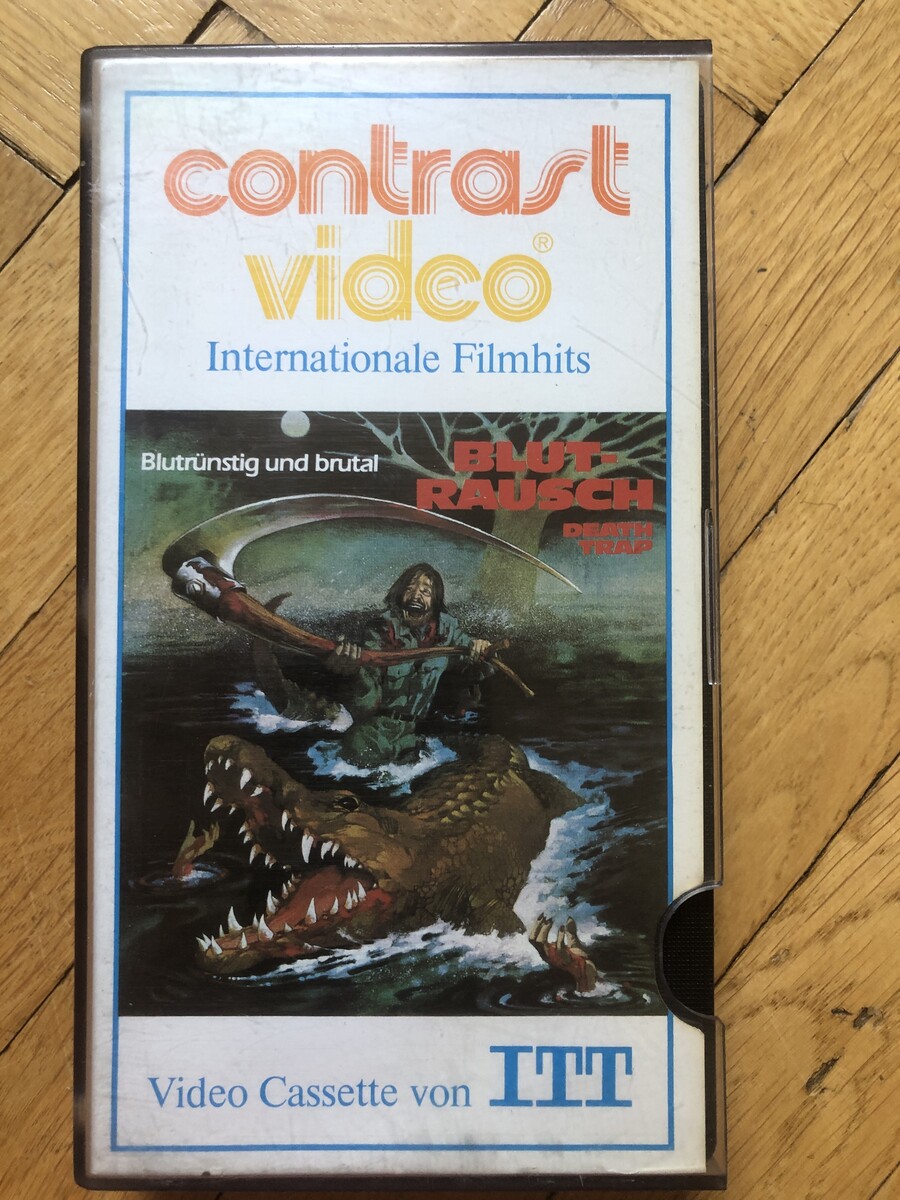 contrast
video®
Internationale Filmhits
Blutrünstig und brutal
BLUT-
RAUSCH
DEATH
TRAP
Video Cassette von ITT